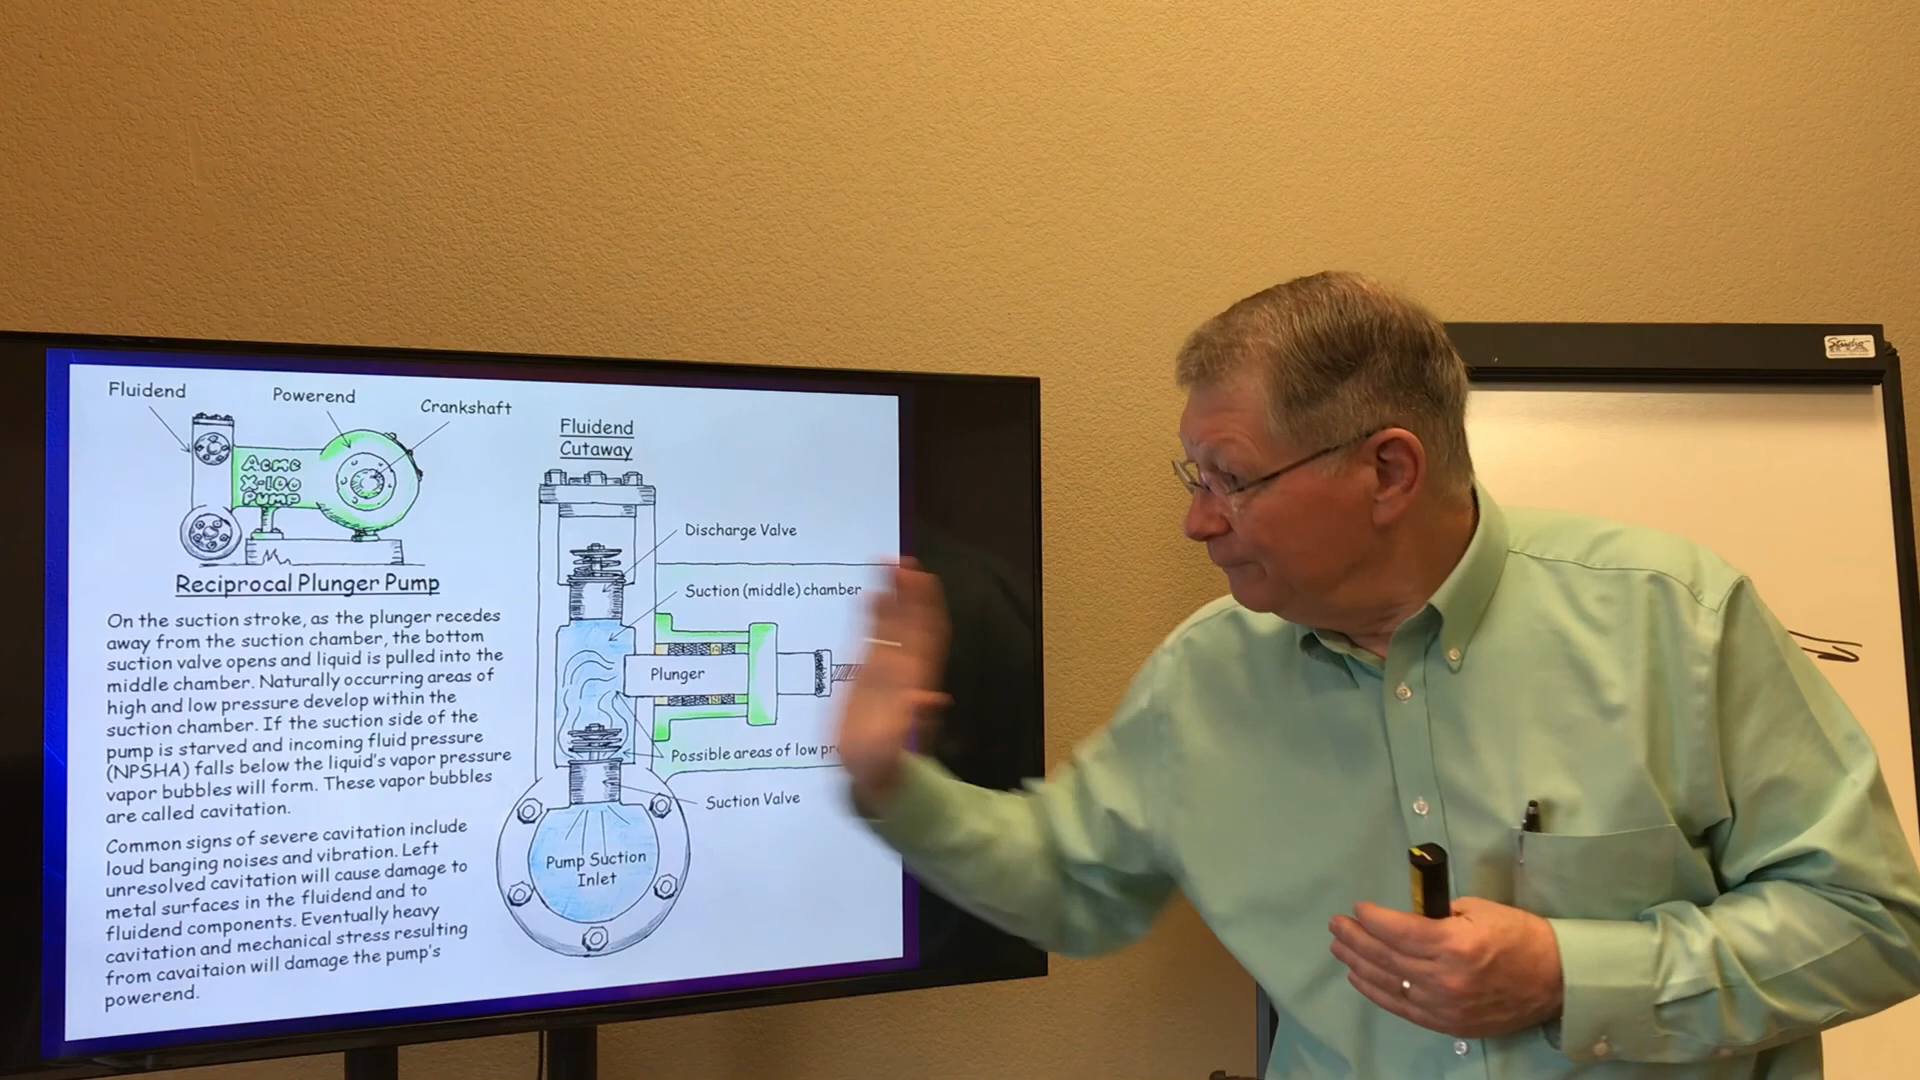 Fluidend
Powerend
Crankshaft
Acme
X-100
Pump
Reciprocal Plunger Pump
On the suction stroke, as the plunger recedes
away from the suction chamber, the bottom
suction valve opens and liquid is pulled into the
middle chamber. Naturally occurring areas of
high and low pressure develop within the
suction chamber. If the suction side of the
pump is starved and incoming fluid pressure
(NPSHA) falls below the liquid's vapor pressure
vapor bubbles will form. These vapor bubbles
are called cavitation.
Common signs of severe cavitation include
loud banging noises and vibration. Left
unresolved cavitation will cause damage to
metal surfaces in the fluidend and to
fluidend components. Eventually heavy
cavitation and mechanical stress resulting
from cavaitaion will damage the pump's
powerend.
Fluidend
Cutaway
Discharge Valve
Suction (middle) chamber
Plunger
Possible areas of low
Suction Valve
Pump Suction
Inlet